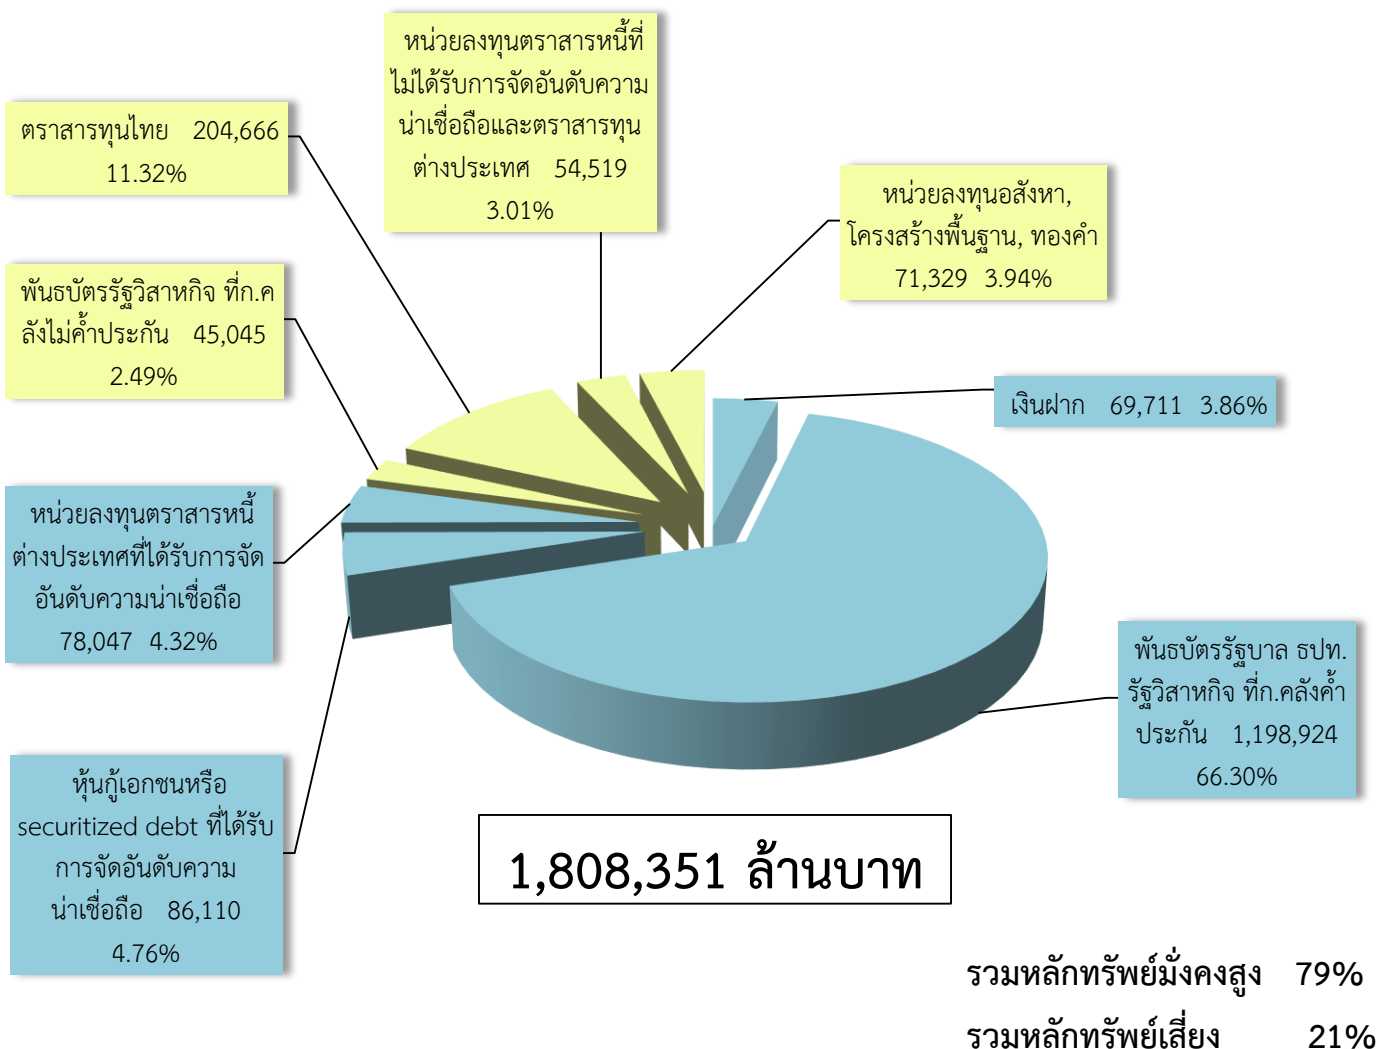 หน่วยลงทุนตราสารหนี้ที่
ไม่ได้รับการจัดอันดับความ
น่าเชื่อถือและตราสารทุน
ต่างประเทศ 54,519
3.01%
ตราสารทุนไทย 204,666
11.32%
หน่วยลงทุนอสังหา,
โครงสร้างพื้นฐาน, ทองคำ
71,329 3.94%
พันธบัตรรัฐวิสาหกิจ ที่ก.ค
ลังไม่ค้ำประกัน 45,045
2.49%
เงินฝาก 69,711 3.86%
หน่วยลงทุนตราสารหนี้
ต่างประเทศที่ได้รับการจัด
อันดับความน่าเชื่อถือ
78,047 4.32%
พันธบัตรรัฐบาล ธปท.
รัฐวิสาหกิจ ที่ก.คลังค้ำ
ประกัน 1,198,924
66.30%
หุ้นกู้เอกชนหรือ
securitized debt ที่ได้รับ
การจัดอันดับความ
น่าเชื่อถือ 86,110
4.76%
1,808,351 ล้านบาท
รวมหลักทรัพย์มั่งคงสูง 79%
รวมหลักทรัพย์เสี่ยง 21%